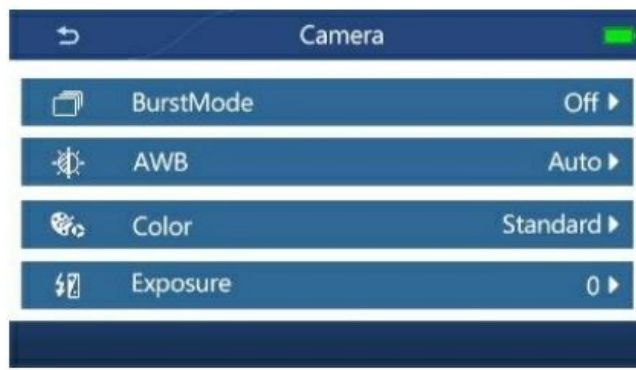 Camera
BurstMode Off
AWB Auto
Color Standard
Exposure 0